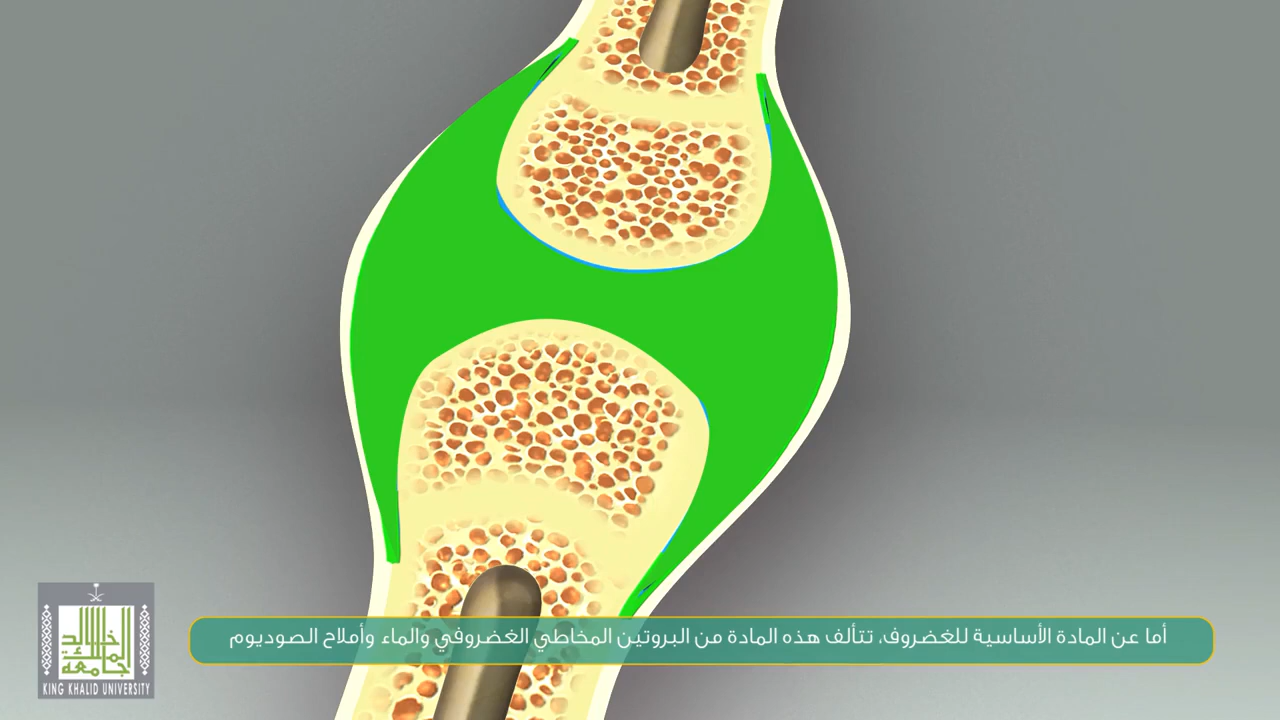 أما عن المادة الأساسية للغضروف، تتألف هذه المادة من البروتين المخاطي الغضروفي والماء وأملاح الصوديوم
جامعة
الملك
خالد
KING KHALID UNIVERSITY